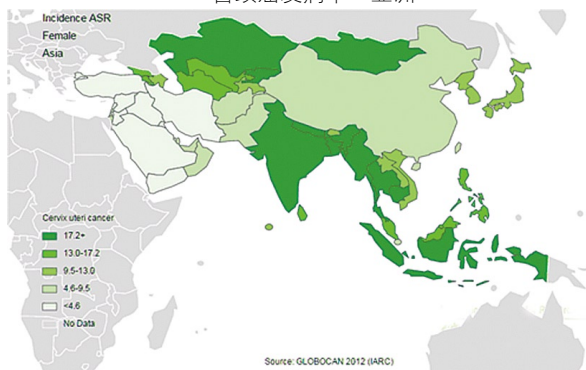 Incidence ASR
Female
Asia
Cervix uteri cancer
17.2+
13.0-17.2
9.5-13.0
4.6-9.5
<4.6
No Data
Source: GLOBOCAN 2012 (IARC)